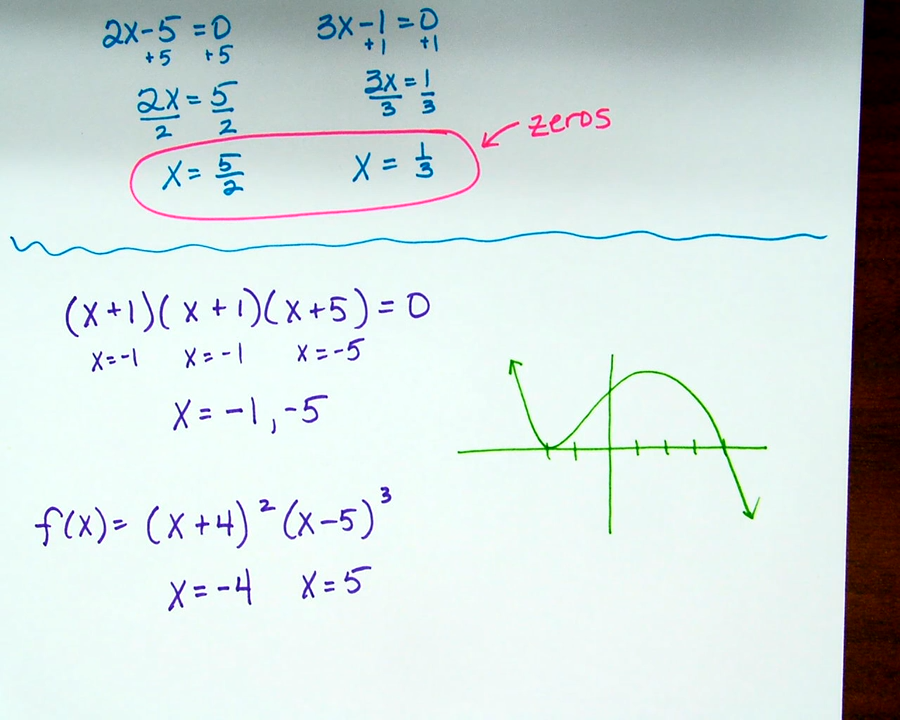 2x-5 = 0   3x-1 = 0
+5 +5   +1 +1
2x/2 = 5/2   3x/3 = 1/3
zeros
x = 5/2   x = 1/3
(x+1)(x+1)(x+5) = 0
x=-1   x=-1   x=-5
x = -1, -5
f(x) = (x+4)² (x-5)³
x = -4   x = 5